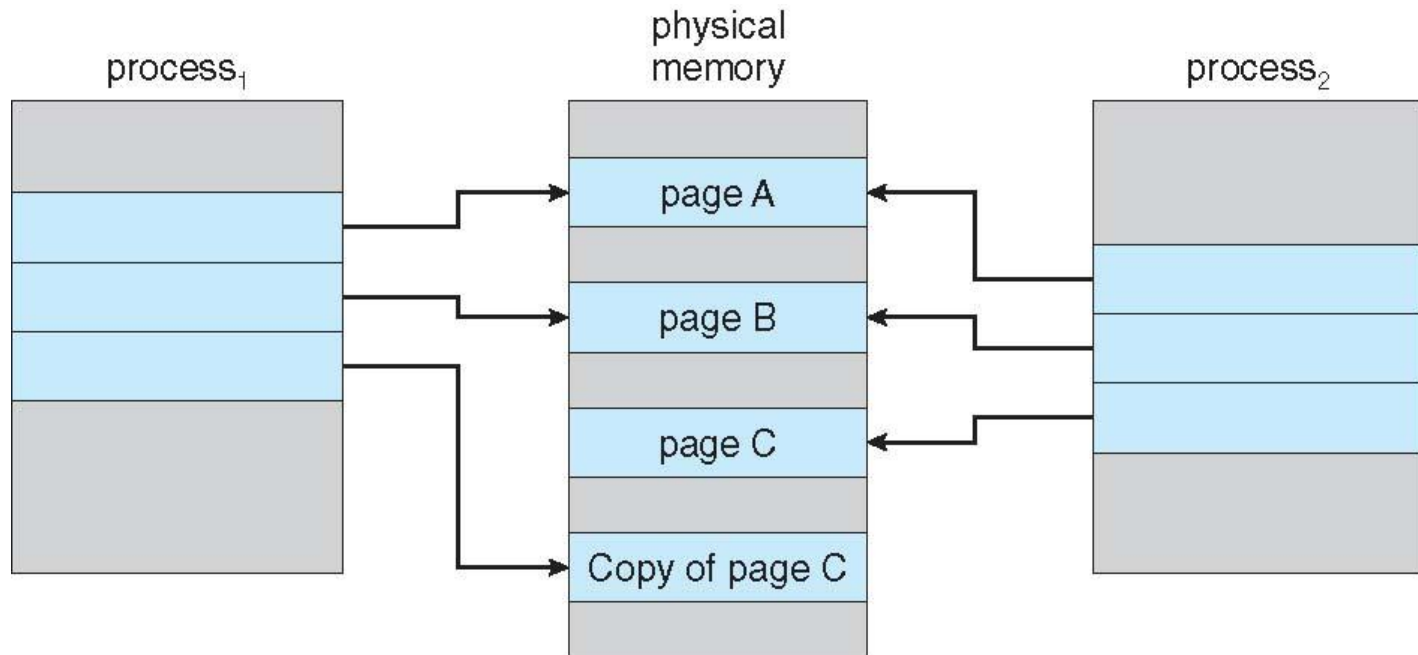 process₁
physical
memory
process₂
page A
page B
page C
Copy of page C